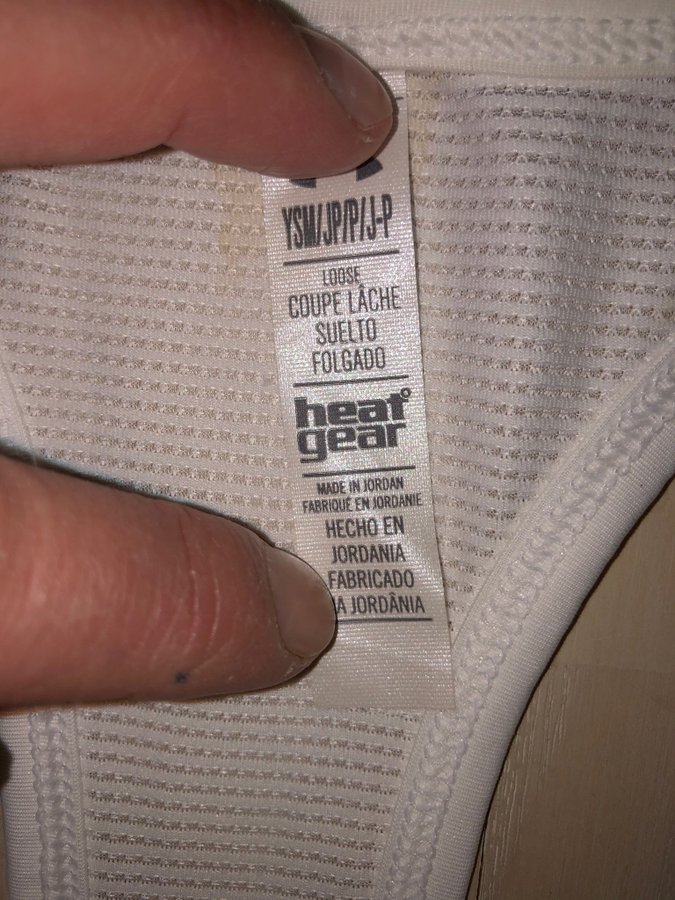 YSM/JP/P/J-P
LOOSE
COUPE LÂCHE
SUELTO
FOLGADO
heat
gear
MADE IN JORDAN
FABRIQUÉ EN JORDANIE
HECHO EN
JORDANIA
FABRICADO
JORDÂNIA